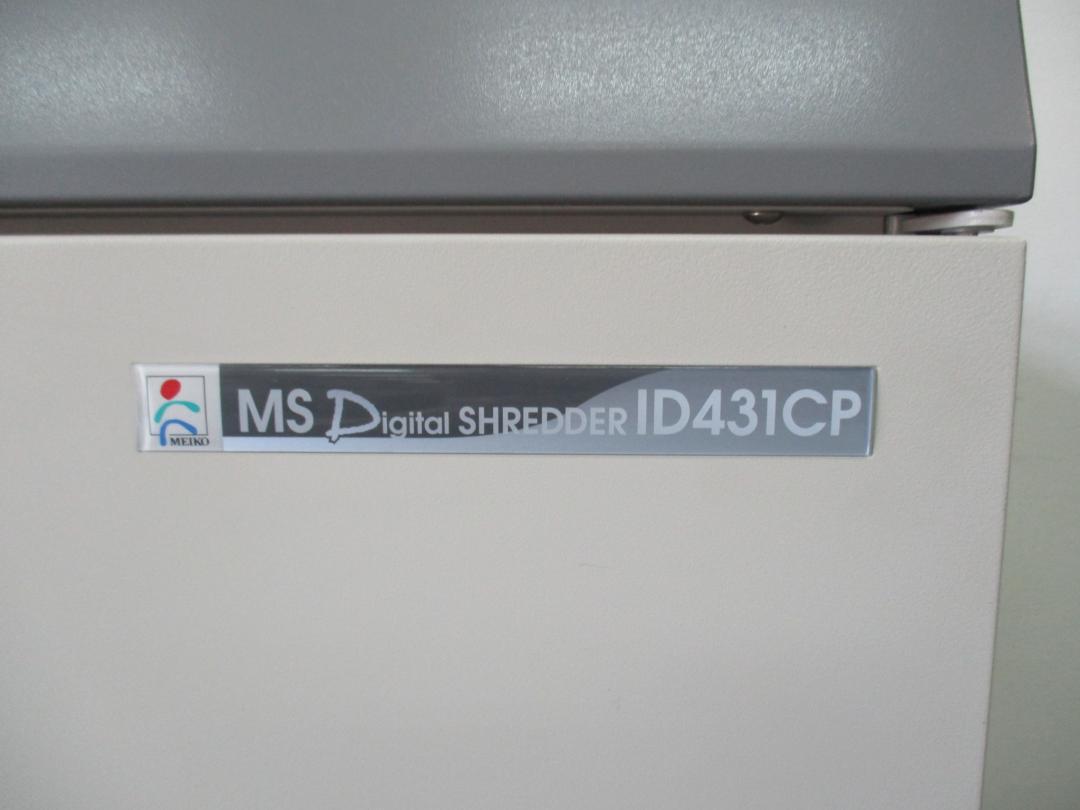 MEIKO
MS Digital SHREDDER ID431CP